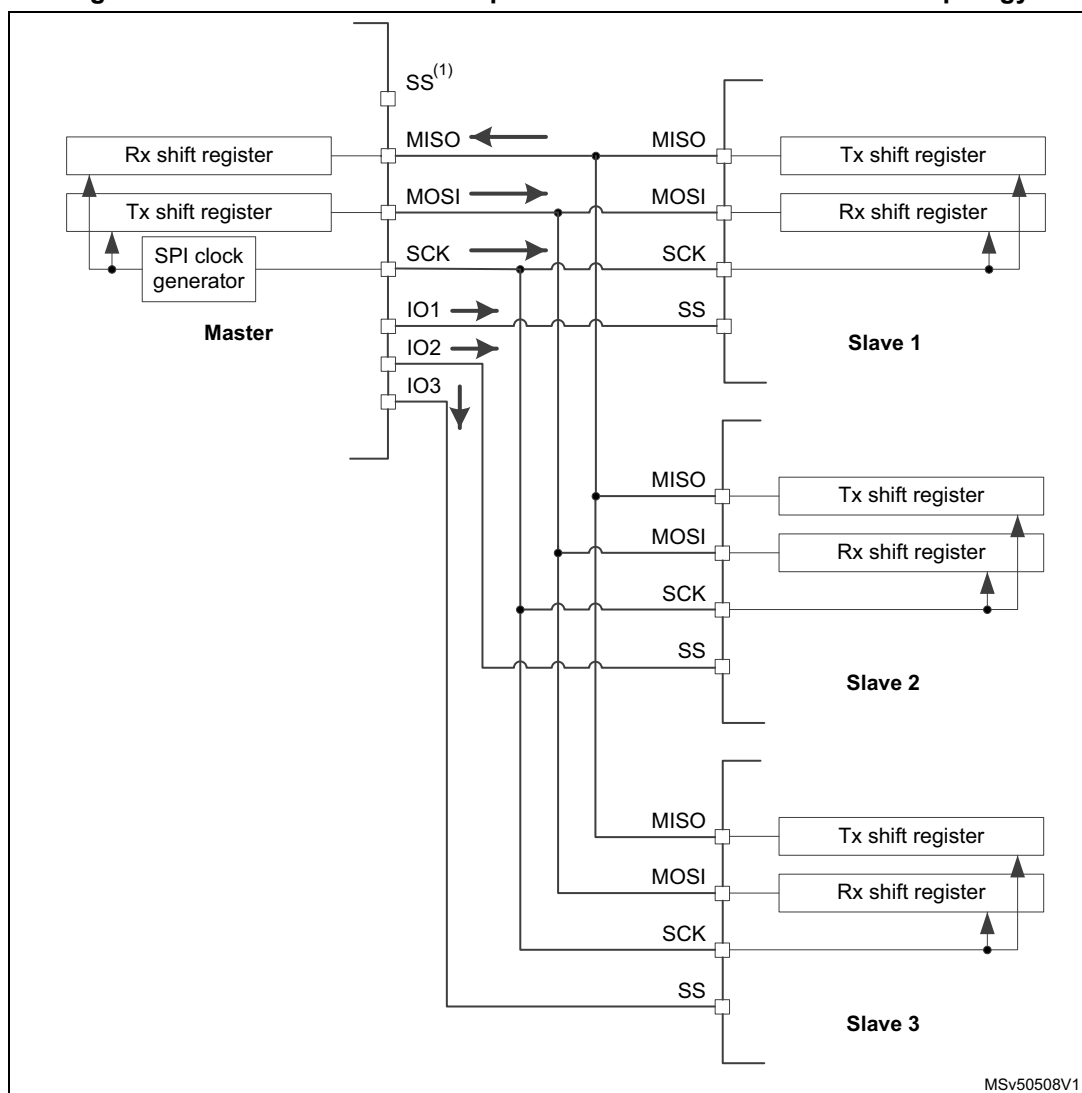 SS(1)
MISO
MISO
Rx shift register
Tx shift register
MOSI
MOSI
Tx shift register
Rx shift register
SCK
SCK
SPI clock
generator
IO1
SS
Master
Slave 1
IO2
IO3
MISO
Tx shift register
MOSI
Rx shift register
SCK
SS
Slave 2
MISO
Tx shift register
MOSI
Rx shift register
SCK
SS
Slave 3
MSv50508V1